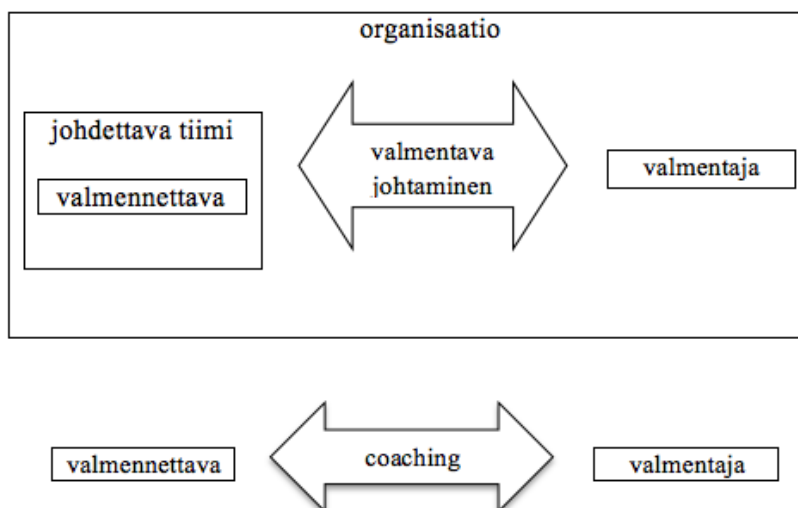 organisaatio
johdettava tiimi
valmennettava
valmentava
johtaminen
valmentaja
valmennettava
coaching
valmentaja